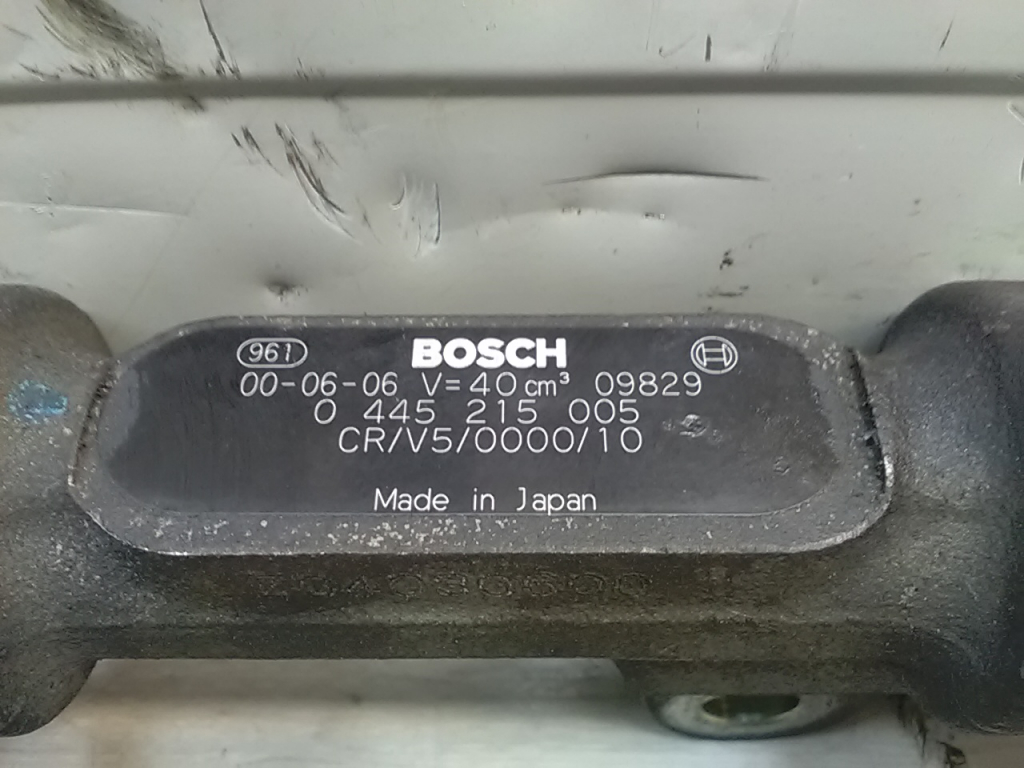 961 BOSCH
00-06-06 V=40cm³ 09829
0 445 215 005
CR/V5/0000/10
Made in Japan